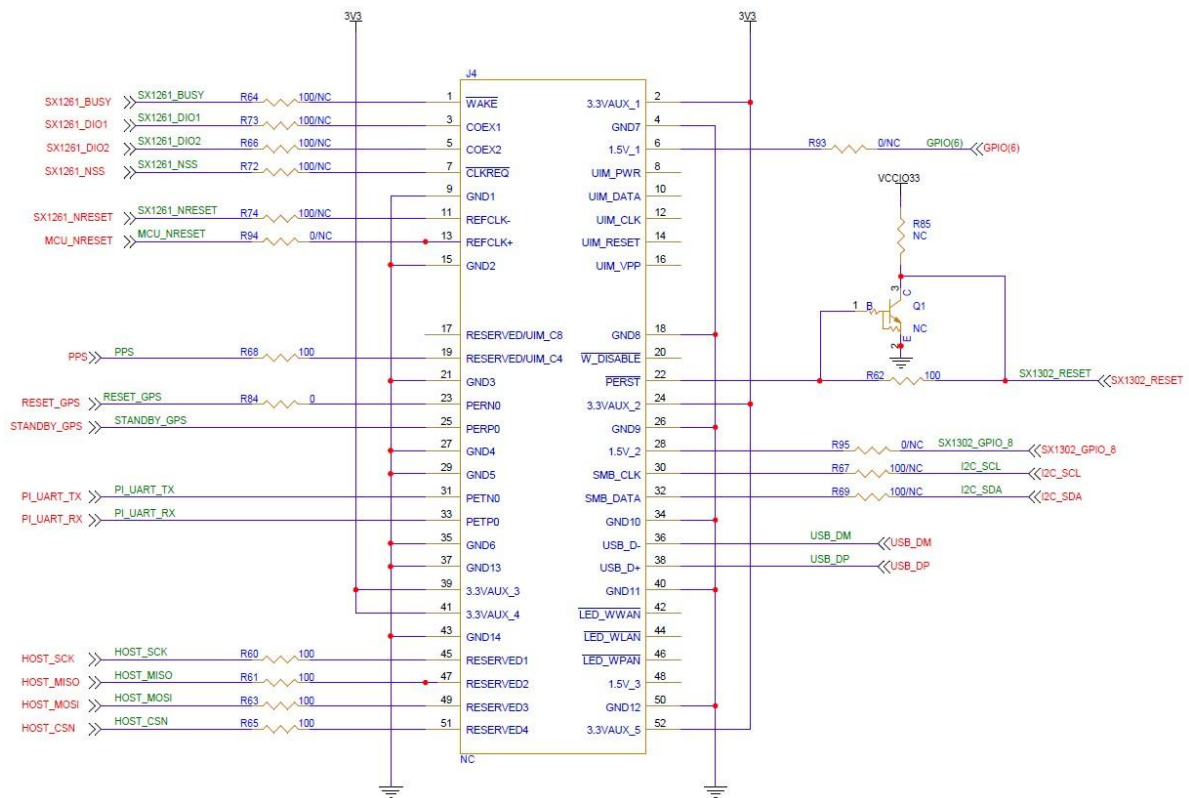 3V3 3V3
J4
SX1261_BUSY SX1261_BUSY R64 100/NC 1 WAKE 3.3VAUX_1 2
SX1261_DIO1 SX1261_DIO1 R73 100/NC 3 COEX1 GND7 4
SX1261_DIO2 SX1261_DIO2 R66 100/NC 5 COEX2 1.5V_1 6 R93 0/NC GPIO(6) GPIO(6)
SX1261_NSS SX1261_NSS R72 100/NC 7 CLKREQ UIM_PWR 8
9 GND1 UIM_DATA 10
SX1261_NRESET SX1261_NRESET R74 100/NC 11 REFCLK- UIM_CLK 12
MCU_NRESET MCU_NRESET R94 0/NC 13 REFCLK+ UIM_RESET 14
15 GND2 UIM_VPP 16
VCCIO33
R85
NC
3 C
1 B Q1
NC
2 E
17 RESERVED/UIM_C8 GND8 18
PPS PPS R68 100 19 RESERVED/UIM_C4 W_DISABLE 20
21 GND3 PERST 22 R62 100 SX1302_RESET SX1302_RESET
RESET_GPS RESET_GPS R84 0 23 PERN0 3.3VAUX_2 24
STANDBY_GPS STANDBY_GPS 25 PERP0 GND9 26
27 GND4 1.5V_2 28 R95 0/NC SX1302_GPIO_8 SX1302_GPIO_8
29 GND5 SMB_CLK 30 R67 100/NC I2C_SCL I2C_SCL
PI_UART_TX PI_UART_TX 31 PETN0 SMB_DATA 32 R69 100/NC I2C_SDA I2C_SDA
PI_UART_RX PI_UART_RX 33 PETP0 GND10 34
35 GND6 USB_D- 36 USB_DM USB_DM
37 GND13 USB_D+ 38 USB_DP USB_DP
39 3.3VAUX_3 GND11 40
41 3.3VAUX_4 LED_WWAN 42
43 GND14 LED_WLAN 44
HOST_SCK HOST_SCK R60 100 45 RESERVED1 LED_WPAN 46
HOST_MISO HOST_MISO R61 100 47 RESERVED2 1.5V_3 48
HOST_MOSI HOST_MOSI R63 100 49 RESERVED3 GND12 50
HOST_CSN HOST_CSN R65 100 51 RESERVED4 3.3VAUX_5 52
NC